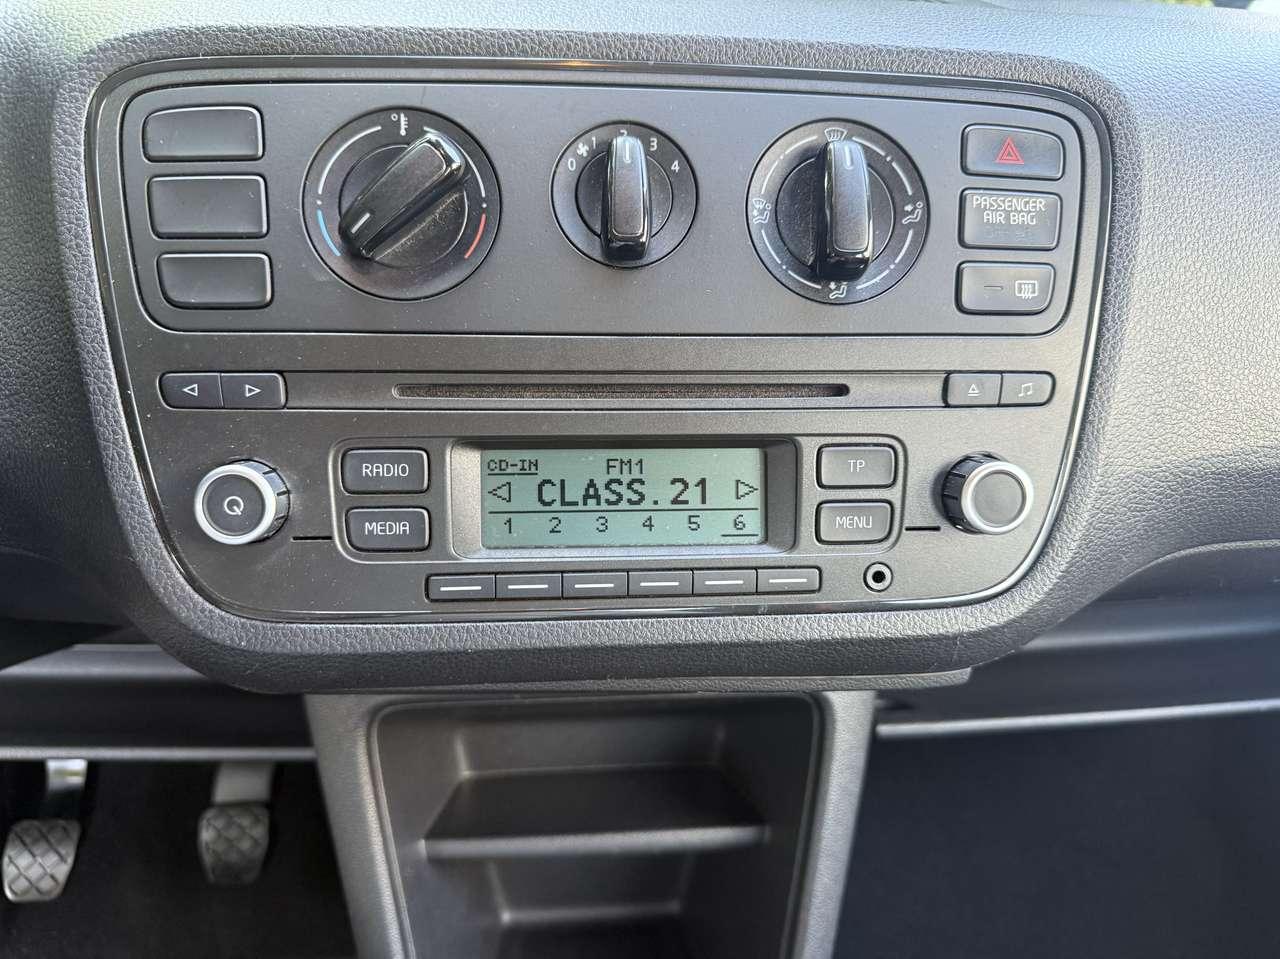 0 1 2 3 4
PASSENGER
AIR BAG
RADIO
MEDIA
CD-IN FM1
CLASS.21
1 2 3 4 5 6
TP
MENU